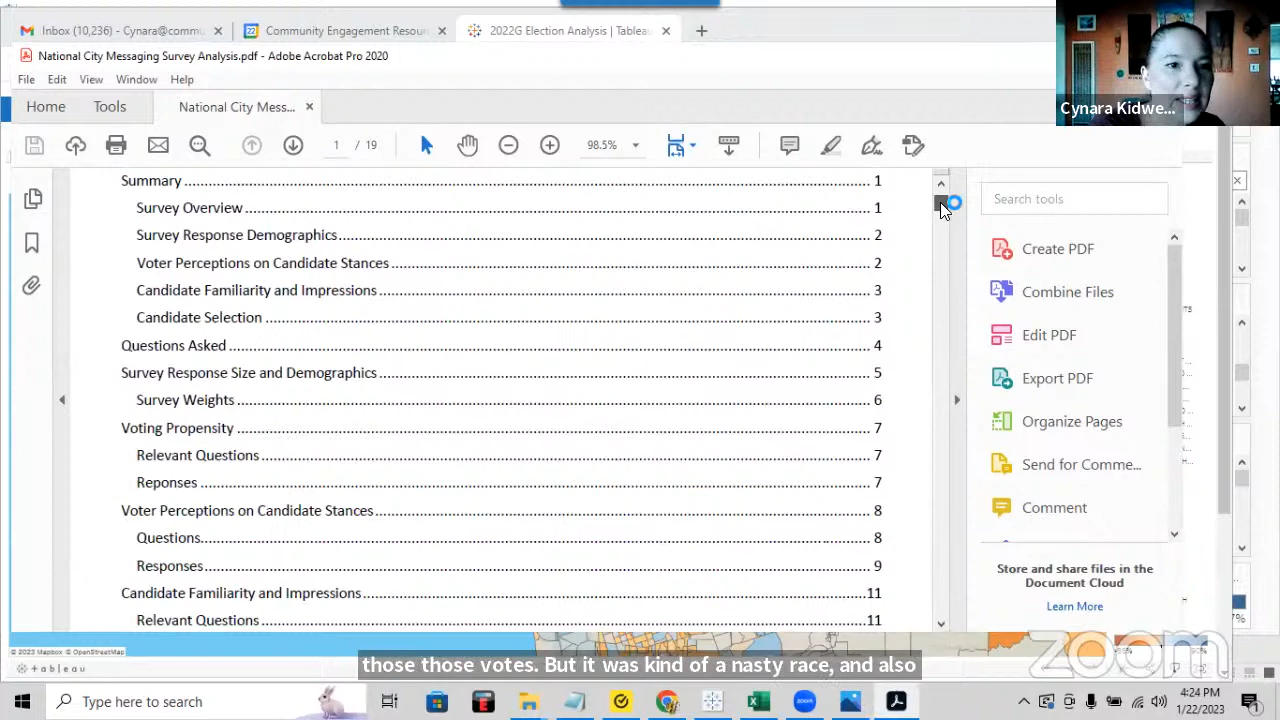 Inbox (10,236) - Cynara@commu
Community Engagement Resour
2022G Election Analysis | Tableau
National City Messaging Survey Analysis.pdf - Adobe Acrobat Pro 2020
File Edit View Window Help
Home Tools National City Mess...
1 / 19 98.5%
Cynara Kidwe...
Summary 1
Survey Overview 1
Survey Response Demographics 2
Voter Perceptions on Candidate Stances 2
Candidate Familiarity and Impressions 3
Candidate Selection 3
Questions Asked 4
Survey Response Size and Demographics 5
Survey Weights 6
Voting Propensity 7
Relevant Questions 7
Reponses 7
Voter Perceptions on Candidate Stances 8
Questions 8
Responses 9
Candidate Familiarity and Impressions 11
Relevant Questions 11
Search tools
Create PDF
Combine Files
Edit PDF
Export PDF
Organize Pages
Send for Comme...
Comment
Store and share files in the
Document Cloud
Learn More
© 2023 Mapbox © OpenStreetMap
+ a b l e a u
zoom
those those votes. But it was kind of a nasty race, and also
Type here to search
4:24 PM
1/22/2023